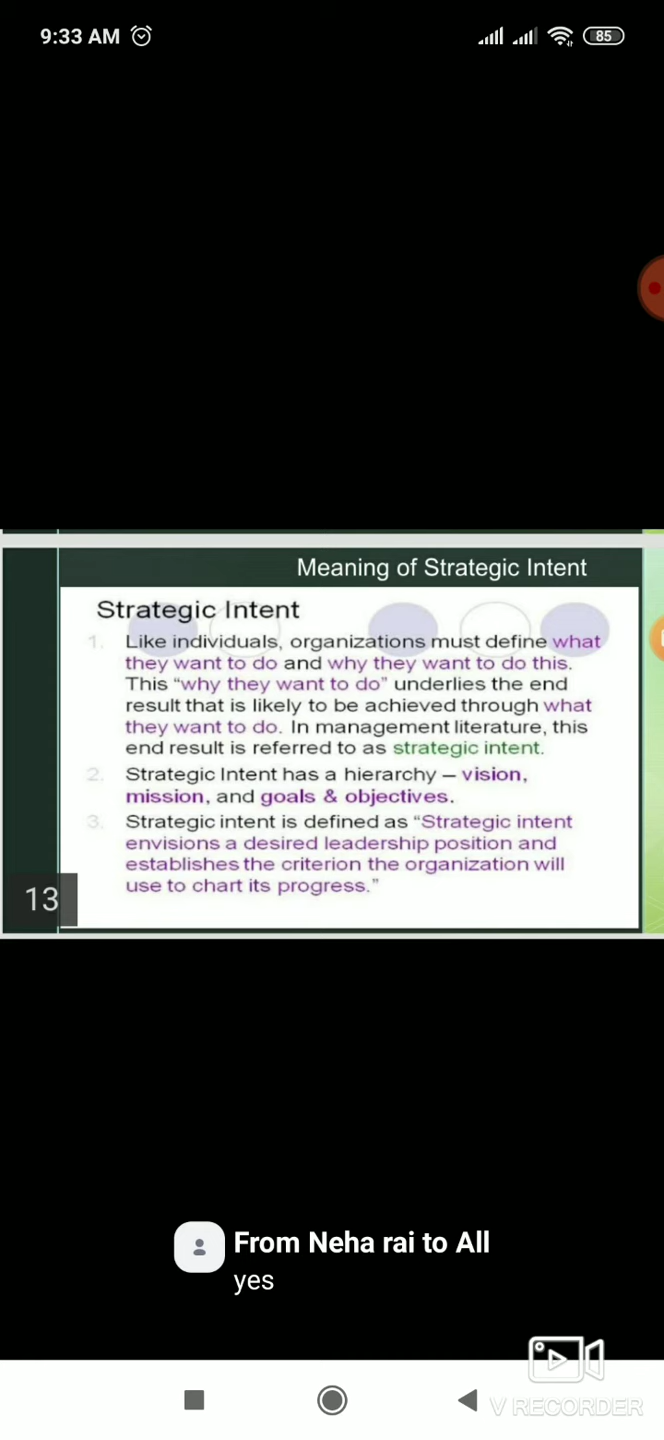 9:33 AM
85
Meaning of Strategic Intent
Strategic Intent
1. Like individuals, organizations must define what
they want to do and why they want to do this.
This “why they want to do” underlies the end
result that is likely to be achieved through what
they want to do. In management literature, this
end result is referred to as strategic intent.
2. Strategic Intent has a hierarchy – vision,
mission, and goals & objectives.
3. Strategic intent is defined as “Strategic intent
envisions a desired leadership position and
establishes the criterion the organization will
use to chart its progress.”
13
From Neha rai to All
yes
V RECORDER